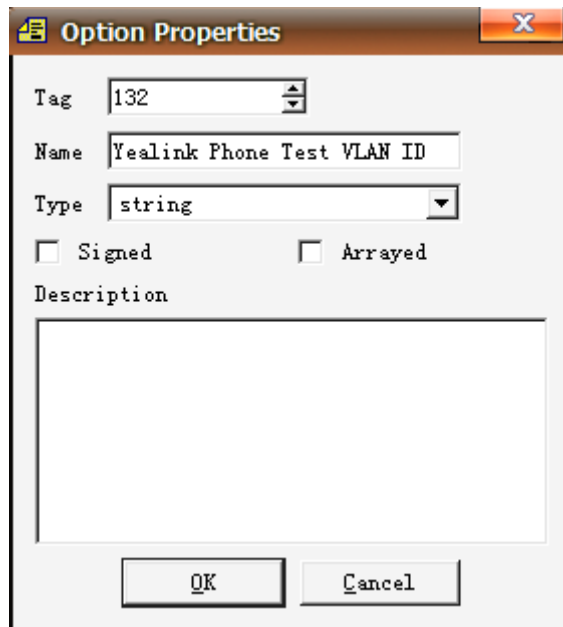 Option Properties
Tag 132
Name Yealink Phone Test VLAN ID
Type string
Signed Arrayed
Description
OK Cancel